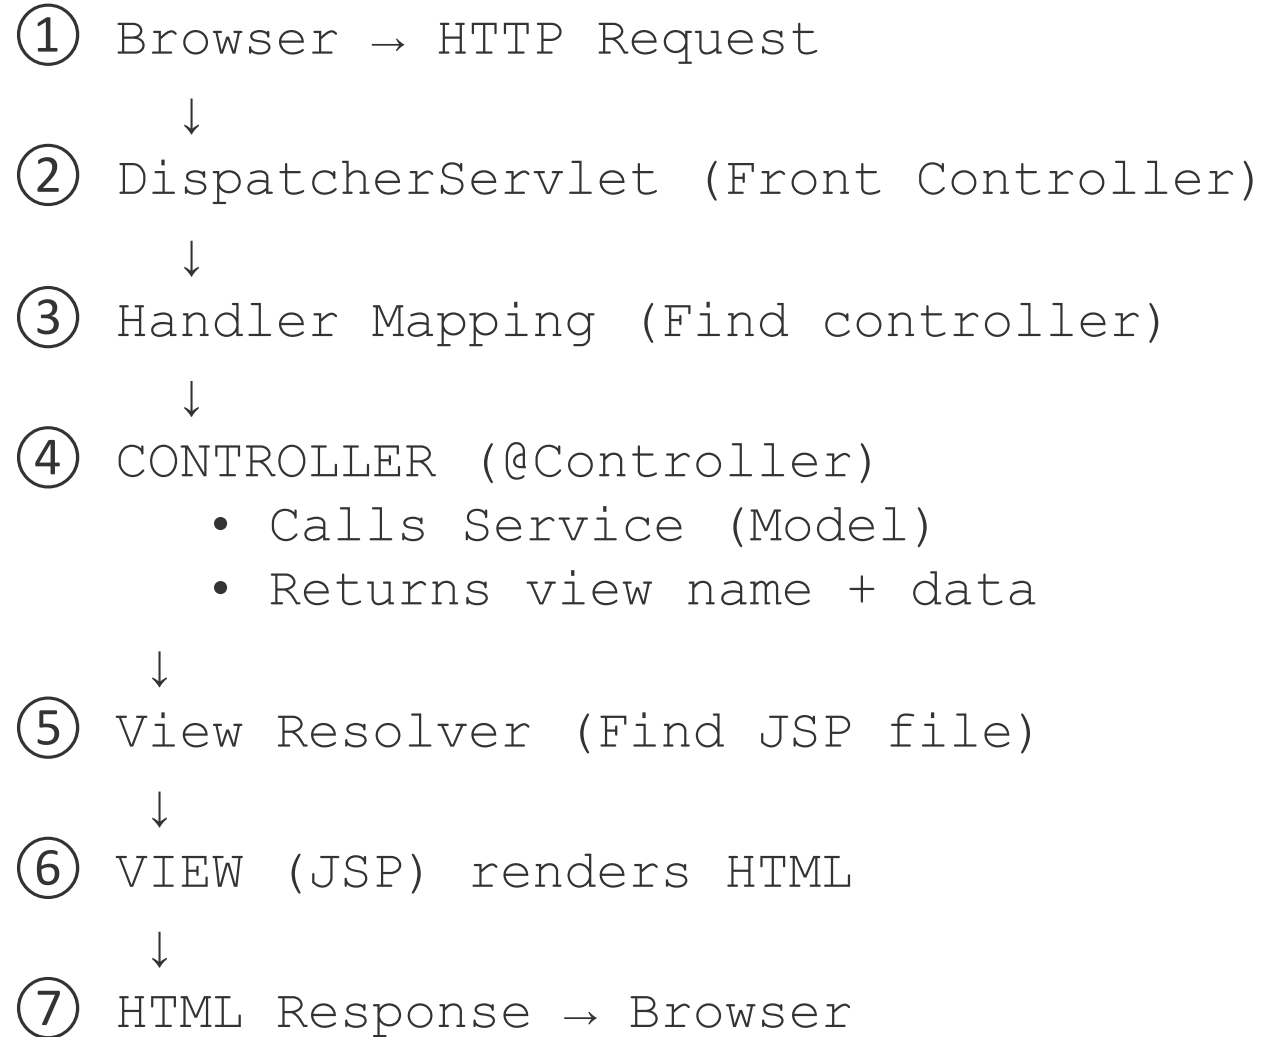 ① Browser → HTTP Request
↓
② DispatcherServlet (Front Controller)
↓
③ Handler Mapping (Find controller)
↓
④ CONTROLLER (@Controller)
• Calls Service (Model)
• Returns view name + data
↓
⑤ View Resolver (Find JSP file)
↓
⑥ VIEW (JSP) renders HTML
↓
⑦ HTML Response → Browser